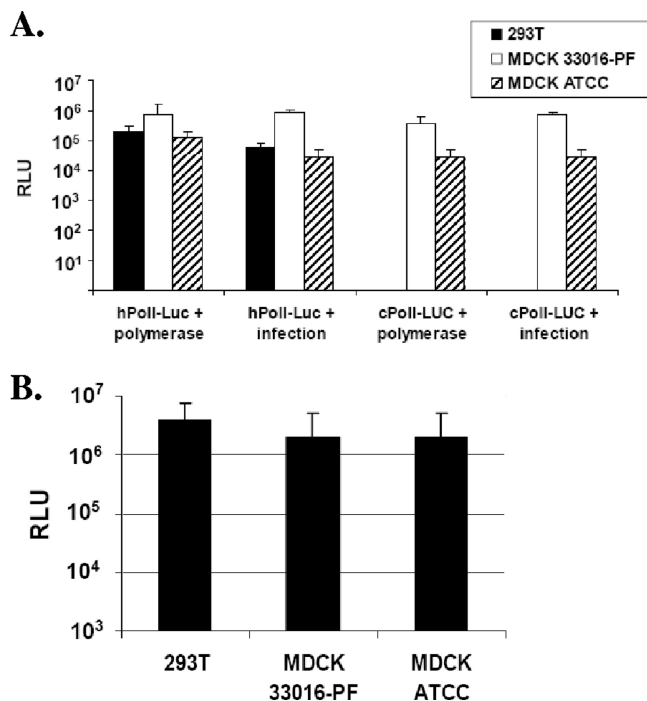 A.
293T
MDCK 33016-PF
MDCK ATCC
10⁷
10⁶
10⁵
10⁴
10³
10²
10¹
RLU
hPolI-Luc +
polymerase
hPolI-Luc +
infection
cPolI-LUC +
polymerase
cPolI-LUC +
infection
B.
10⁷
10⁶
10⁵
10⁴
10³
RLU
293T
MDCK
33016-PF
MDCK
ATCC